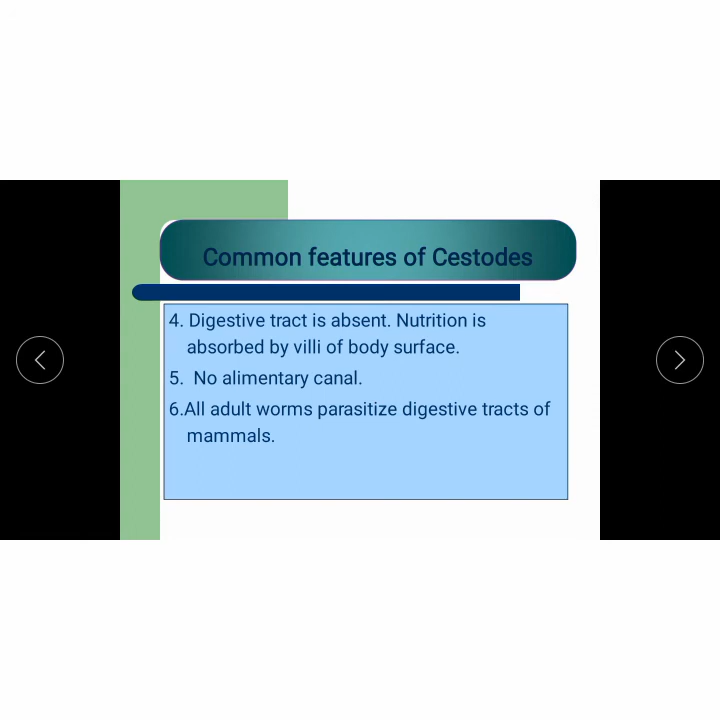 Common features of Cestodes
4. Digestive tract is absent. Nutrition is
absorbed by villi of body surface.
5.  No alimentary canal.
6.All adult worms parasitize digestive tracts of
mammals.